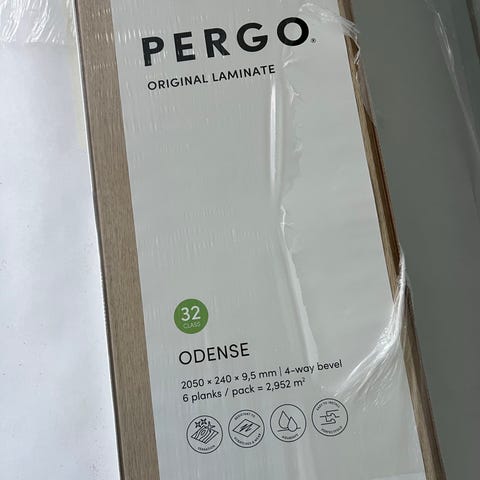 PERGO®
ORIGINAL LAMINATE
32
CLASS
ODENSE
2050 × 240 × 9,5 mm | 4-way bevel
6 planks / pack = 2,952 m²